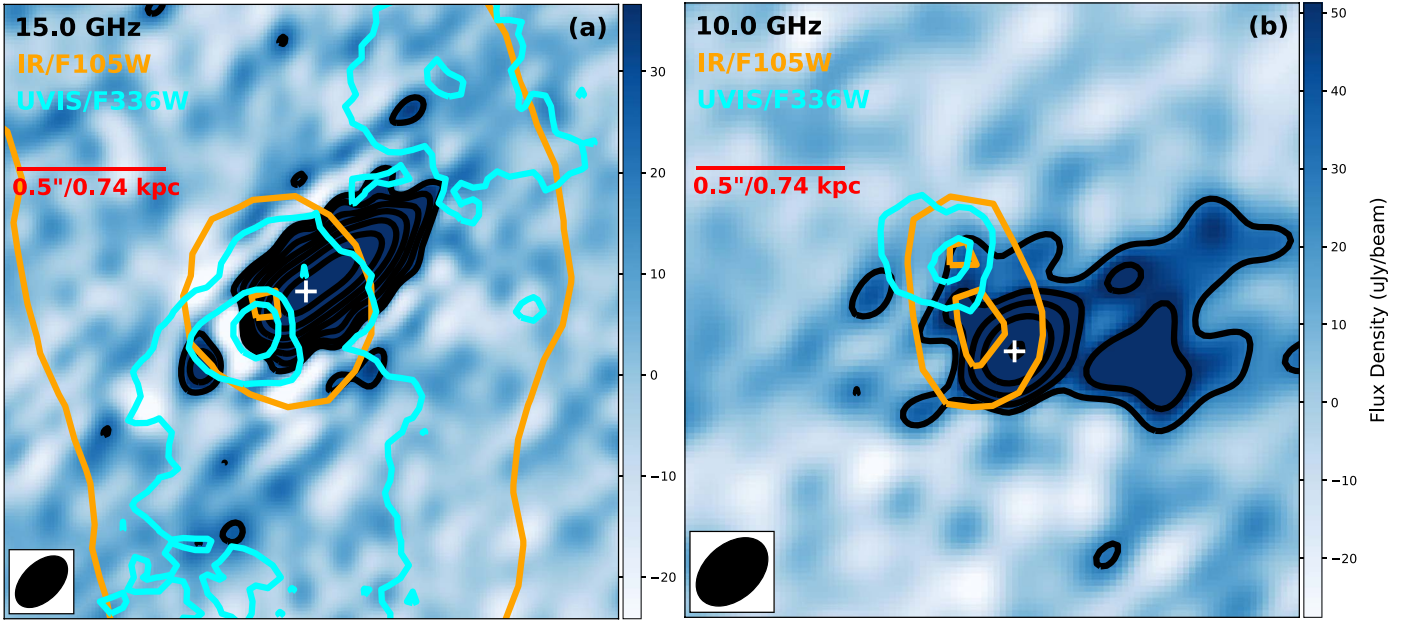 15.0 GHz
(a)
IR/F105W
UVIS/F336W
0.5"/0.74 kpc
30
20
10
0
−10
−20
10.0 GHz
(b)
IR/F105W
UVIS/F336W
0.5"/0.74 kpc
50
40
30
20
10
0
−10
−20
Flux Density (uJy/beam)